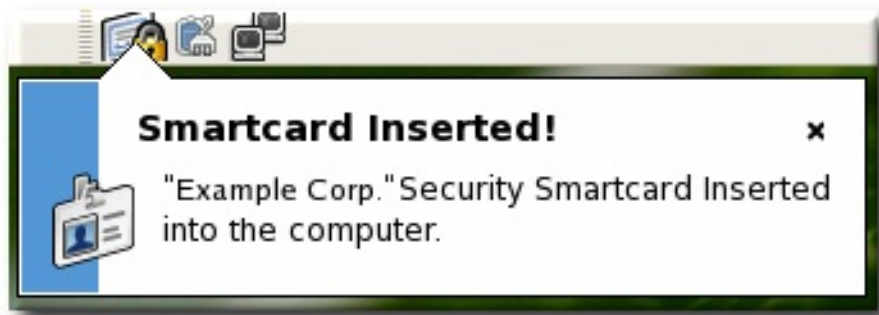 Smartcard Inserted!
"Example Corp."Security Smartcard Inserted
into the computer.